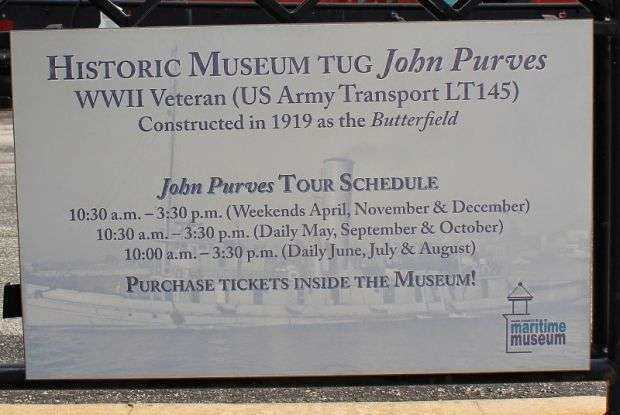 HISTORIC MUSEUM TUG John Purves
WWII Veteran (US Army Transport LT145)
Constructed in 1919 as the Butterfield
John Purves TOUR SCHEDULE
10:30 a.m. – 3:30 p.m. (Weekends April, November & December)
10:30 a.m. – 3:30 p.m. (Daily May, September & October)
10:00 a.m. – 3:30 p.m. (Daily June, July & August)
PURCHASE TICKETS INSIDE THE MUSEUM!
maritime
museum